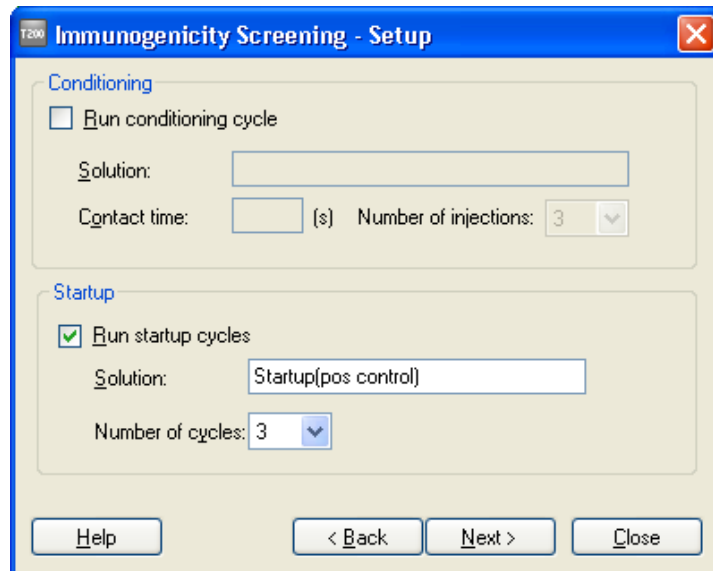 T200 Immunogenicity Screening - Setup
Conditioning
Run conditioning cycle
Solution:
Contact time: (s) Number of injections: 3
Startup
Run startup cycles
Solution: Startup(pos control)
Number of cycles: 3
Help < Back Next > Close